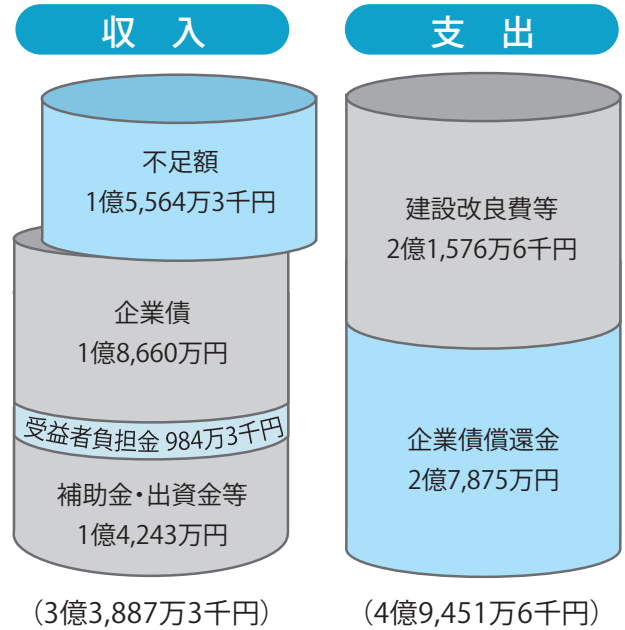 収 入
不足額
1億5,564万3千円
企業債
1億8,660万円
受益者負担金 984万3千円
補助金・出資金等
1億4,243万円
(3億3,887万3千円)
支 出
建設改良費等
2億1,576万6千円
企業債償還金
2億7,875万円
(4億9,451万6千円)